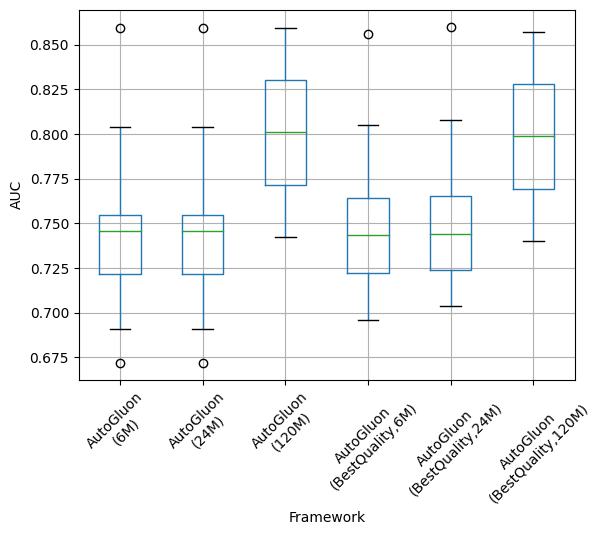 0.850
0.825
0.800
0.775
0.750
0.725
0.700
0.675
AUC
AutoGluon
(6M)
AutoGluon
(24M)
AutoGluon
(120M)
AutoGluon
(BestQuality,6M)
AutoGluon
(BestQuality,24M)
AutoGluon
(BestQuality,120M)
Framework